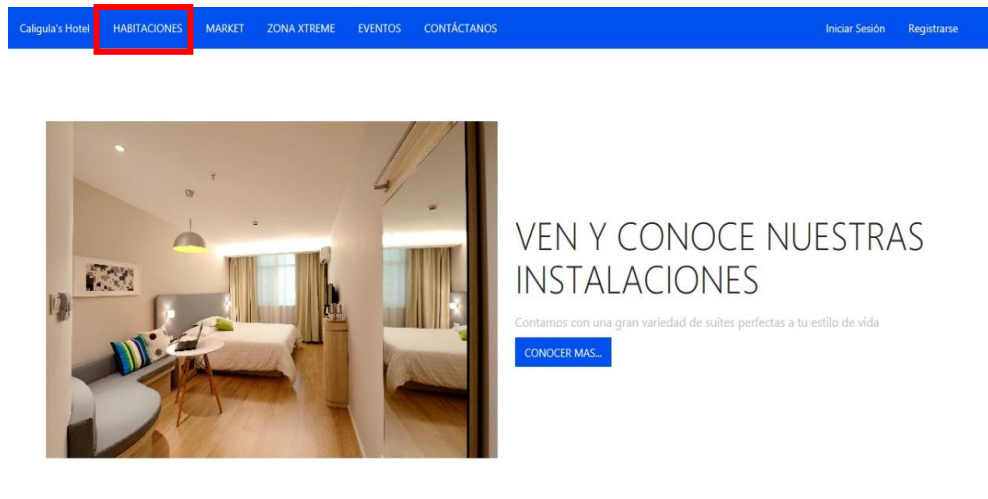 Caligula's Hotel HABITACIONES MARKET ZONA XTREME EVENTOS CONTÁCTANOS Iniciar Sesión Registrarse
VEN Y CONOCE NUESTRAS
INSTALACIONES
Contamos con una gran variedad de suites perfectas a tu estilo de vida
CONOCER MAS...